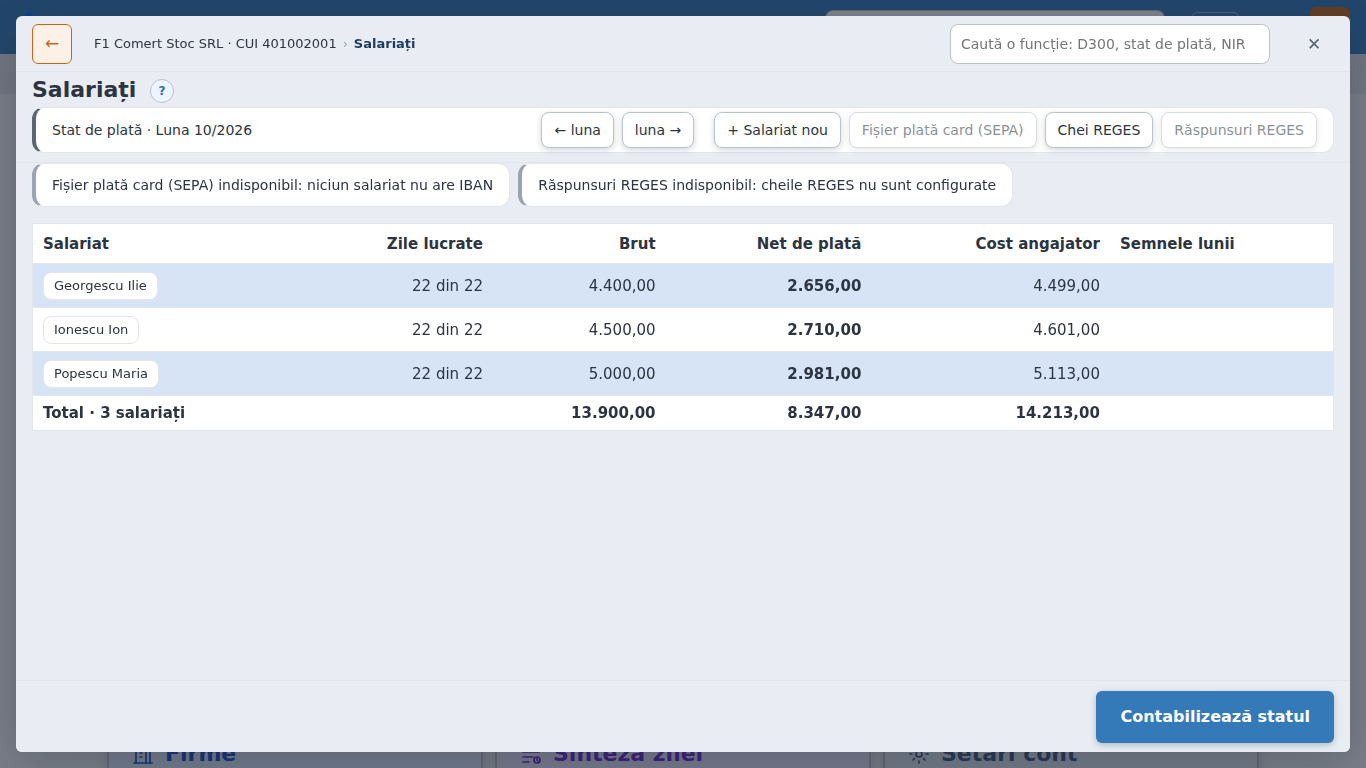 ←
F1 Comert Stoc SRL · CUI 401002001 › Salariați
Caută o funcție: D300, stat de plată, NIR
✕
Salariați ?
Stat de plată · Luna 10/2026
← luna
luna →
+ Salariat nou
Fișier plată card (SEPA)
Chei REGES
Răspunsuri REGES
Fișier plată card (SEPA) indisponibil: niciun salariat nu are IBAN
Răspunsuri REGES indisponibil: cheile REGES nu sunt configurate
Salariat Zile lucrate Brut Net de plată Cost angajator Semnele lunii
Georgescu Ilie 22 din 22 4.400,00 2.656,00 4.499,00
Ionescu Ion 22 din 22 4.500,00 2.710,00 4.601,00
Popescu Maria 22 din 22 5.000,00 2.981,00 5.113,00
Total · 3 salariați 13.900,00 8.347,00 14.213,00
Contabilizează statul
Firme
Sinteza zilei
Setări cont